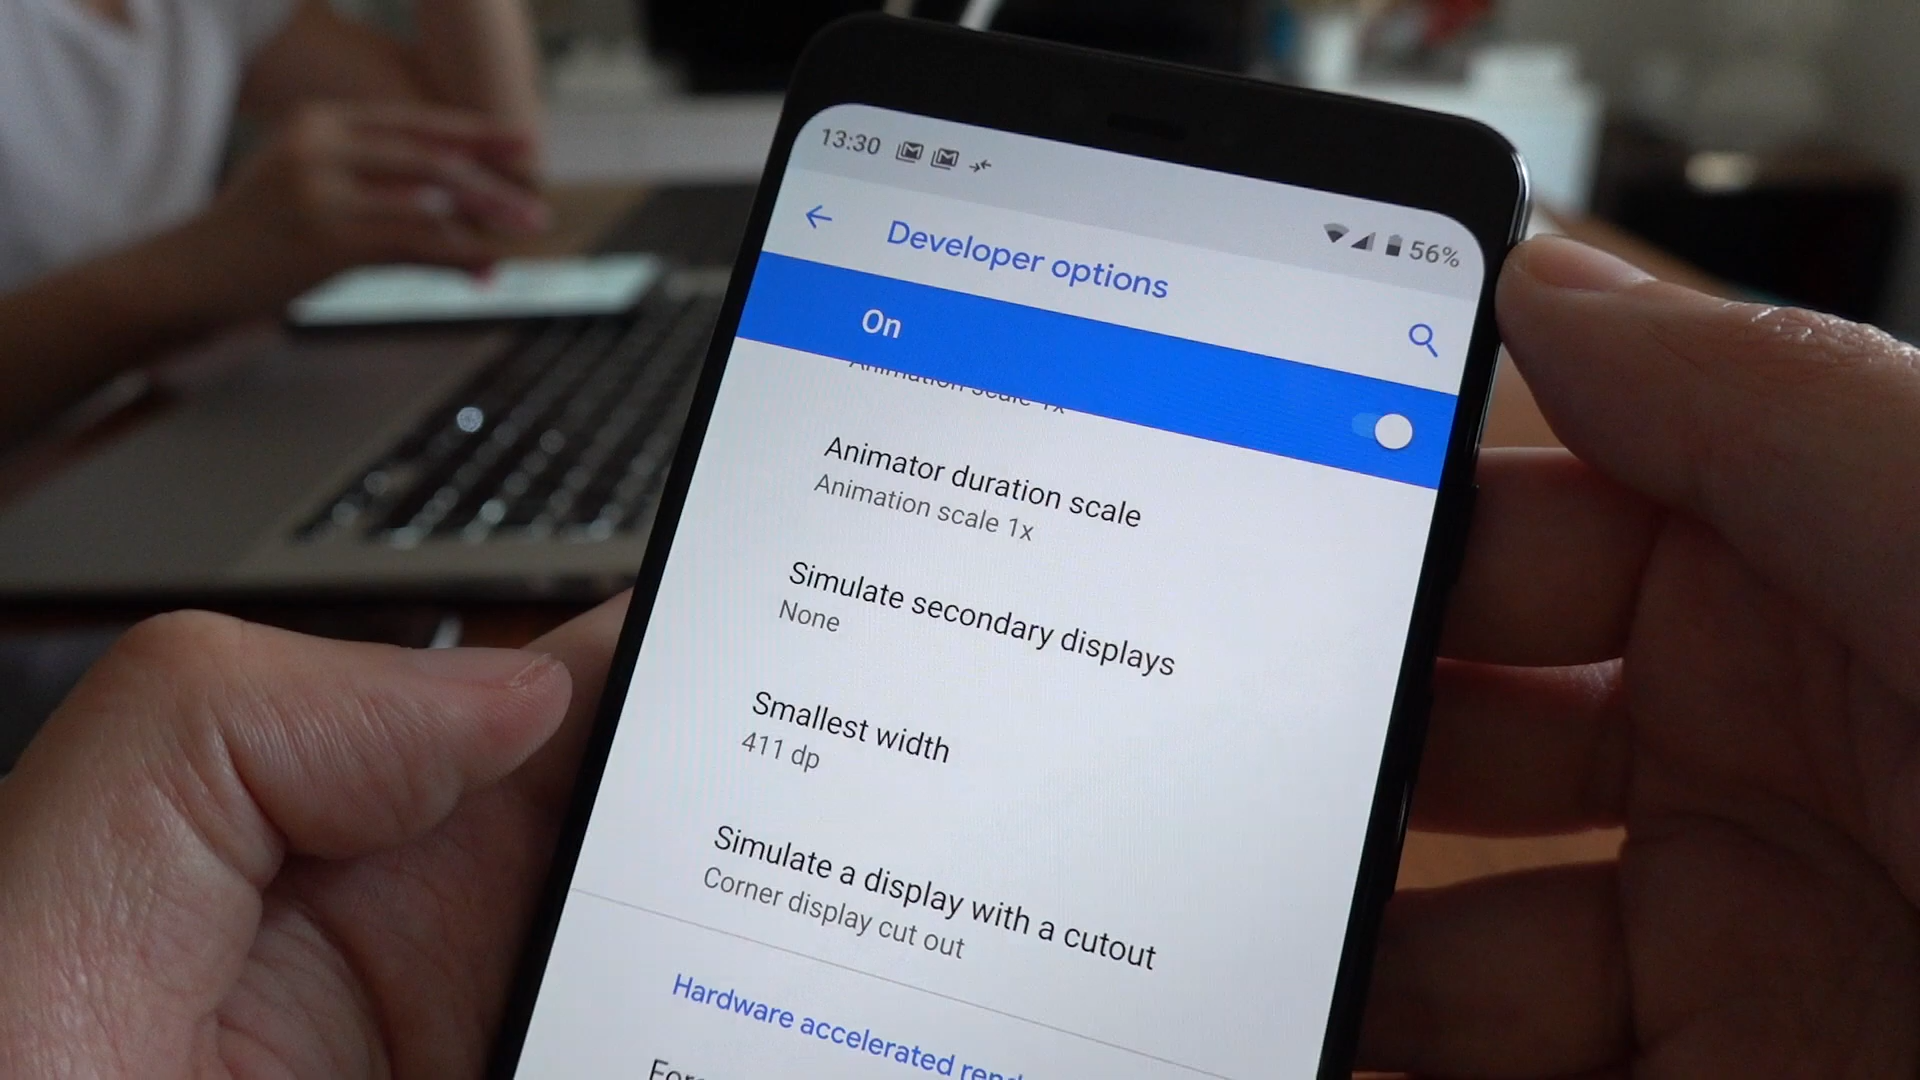 13:30
56%
Developer options
On
Animation scale 1x
Animator duration scale
Animation scale 1x
Simulate secondary displays
None
Smallest width
411 dp
Simulate a display with a cutout
Corner display cut out
Hardware accelerated